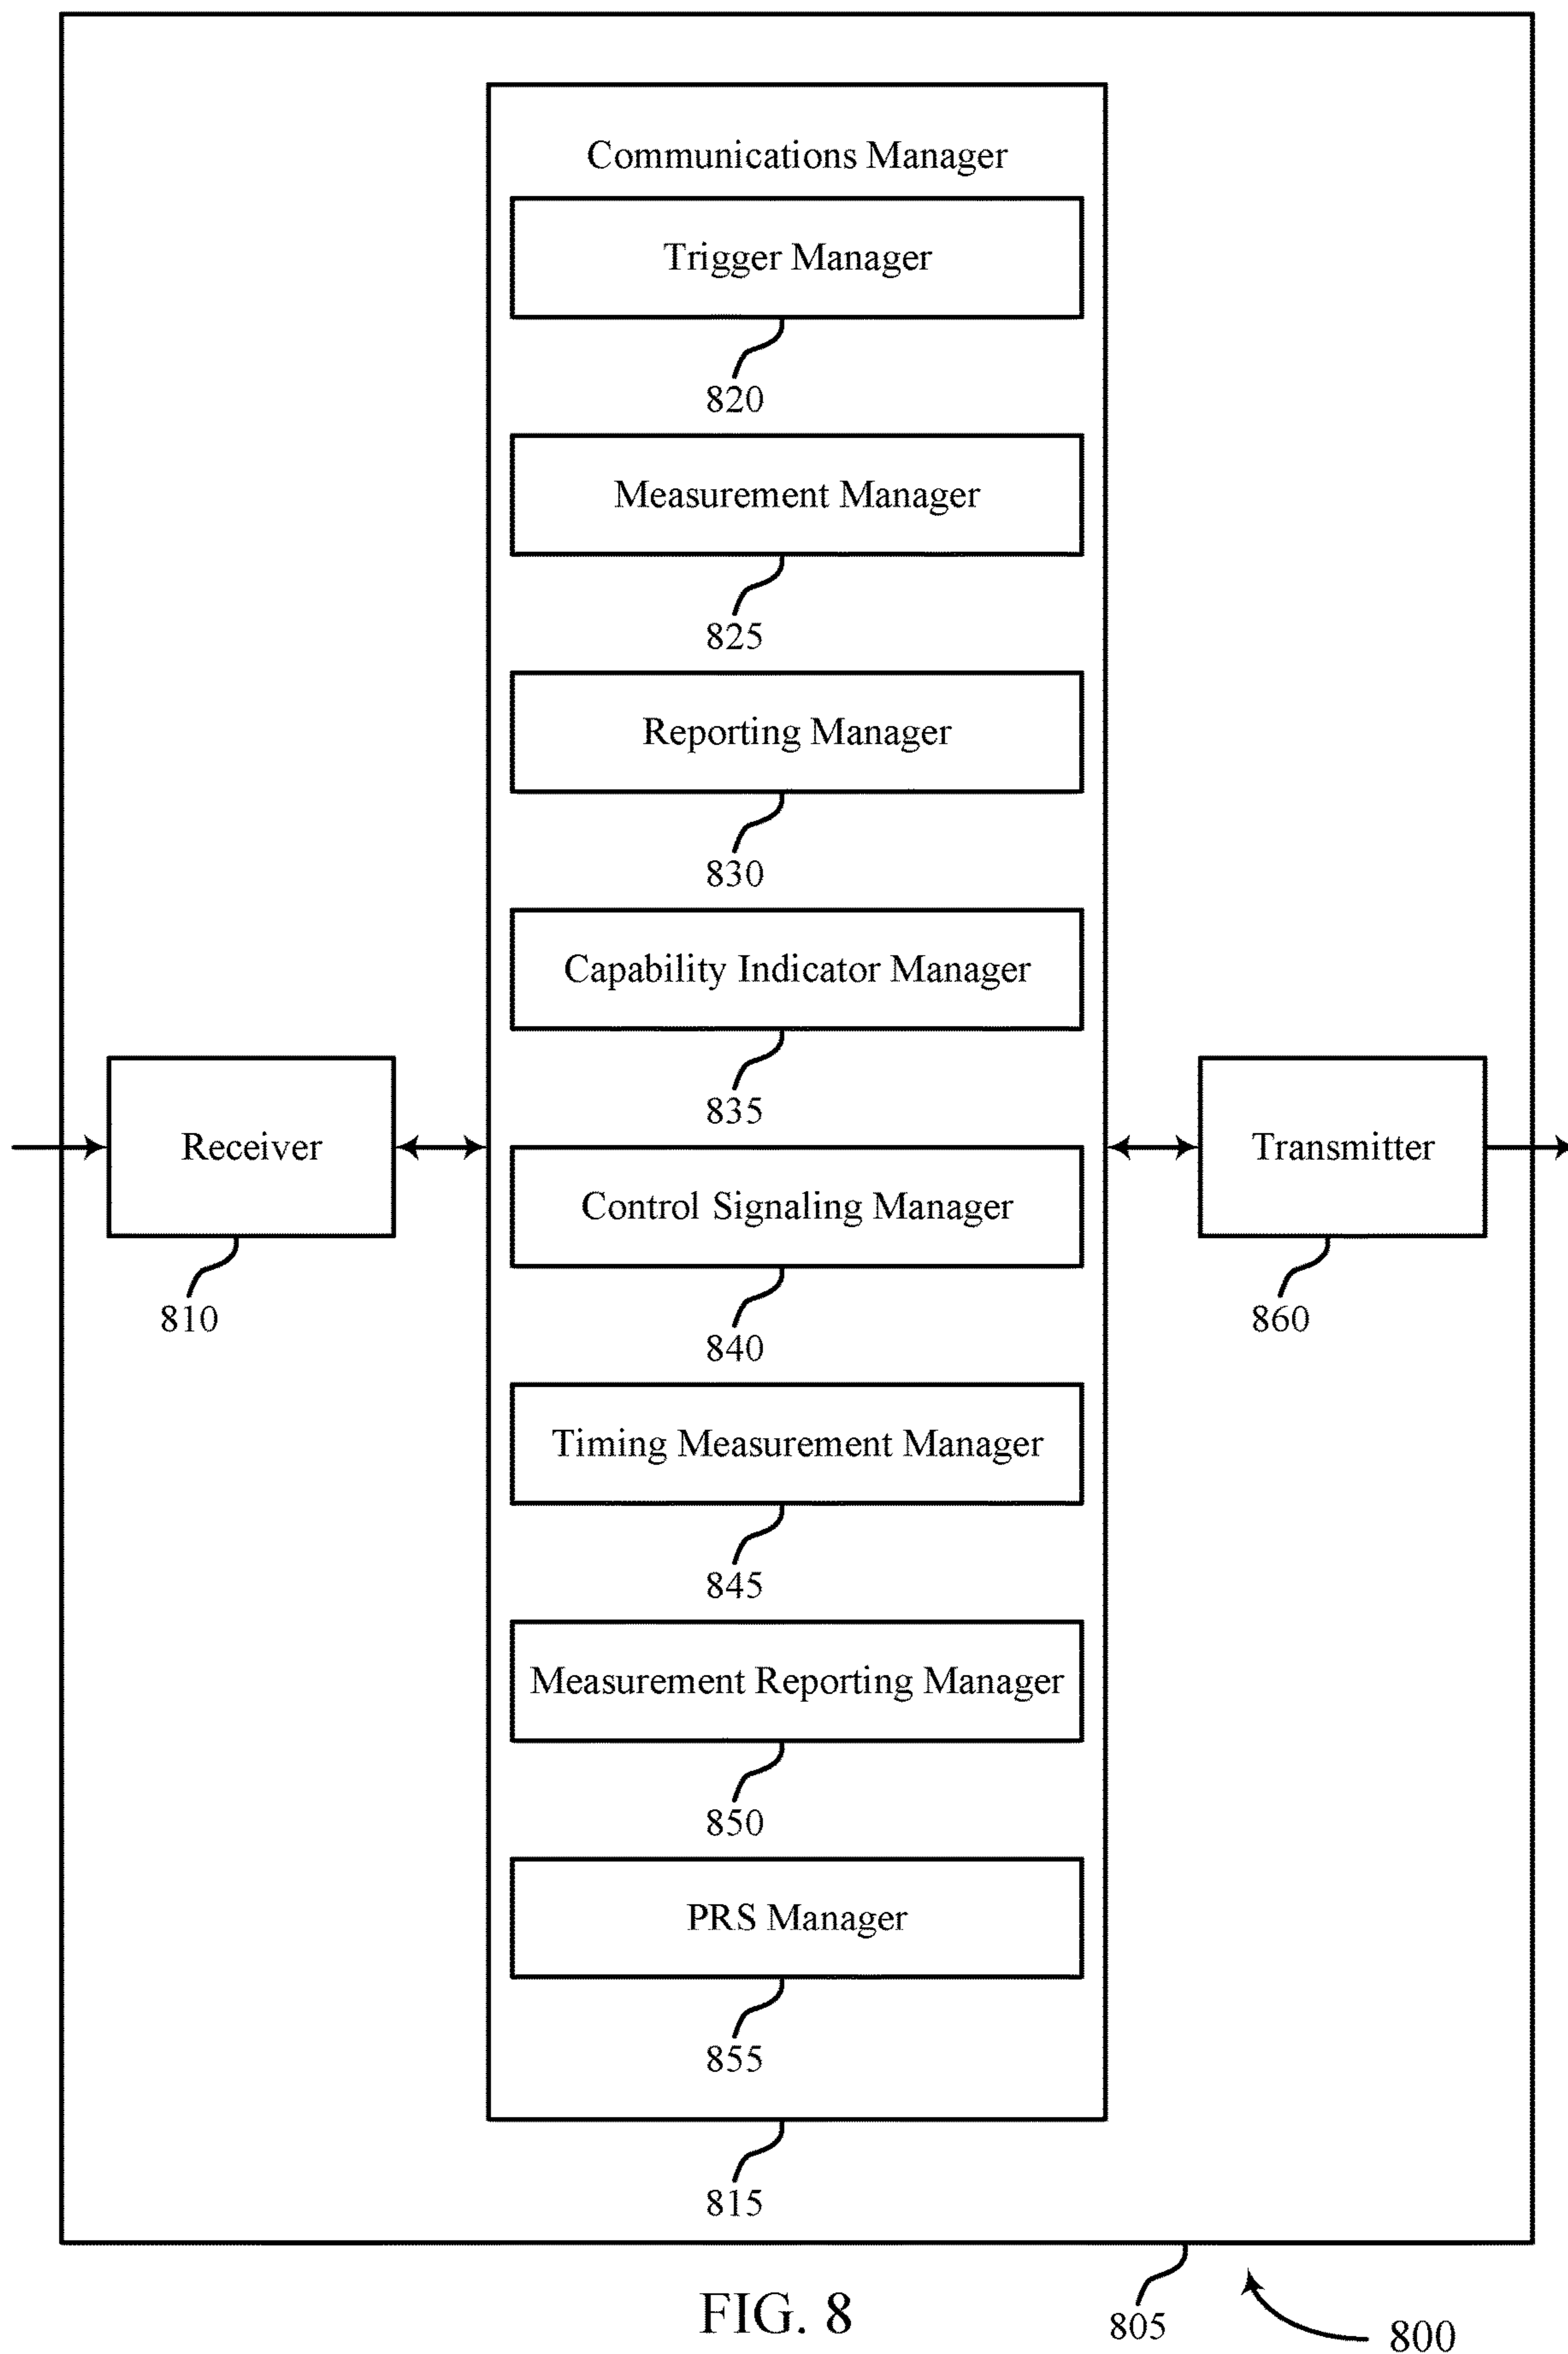 Communications Manager
Trigger Manager
820
Measurement Manager
825
Reporting Manager
830
Capability Indicator Manager
835
Receiver
810
Control Signaling Manager
840
Transmitter
860
Timing Measurement Manager
845
Measurement Reporting Manager
850
PRS Manager
855
815
805
800
FIG. 8